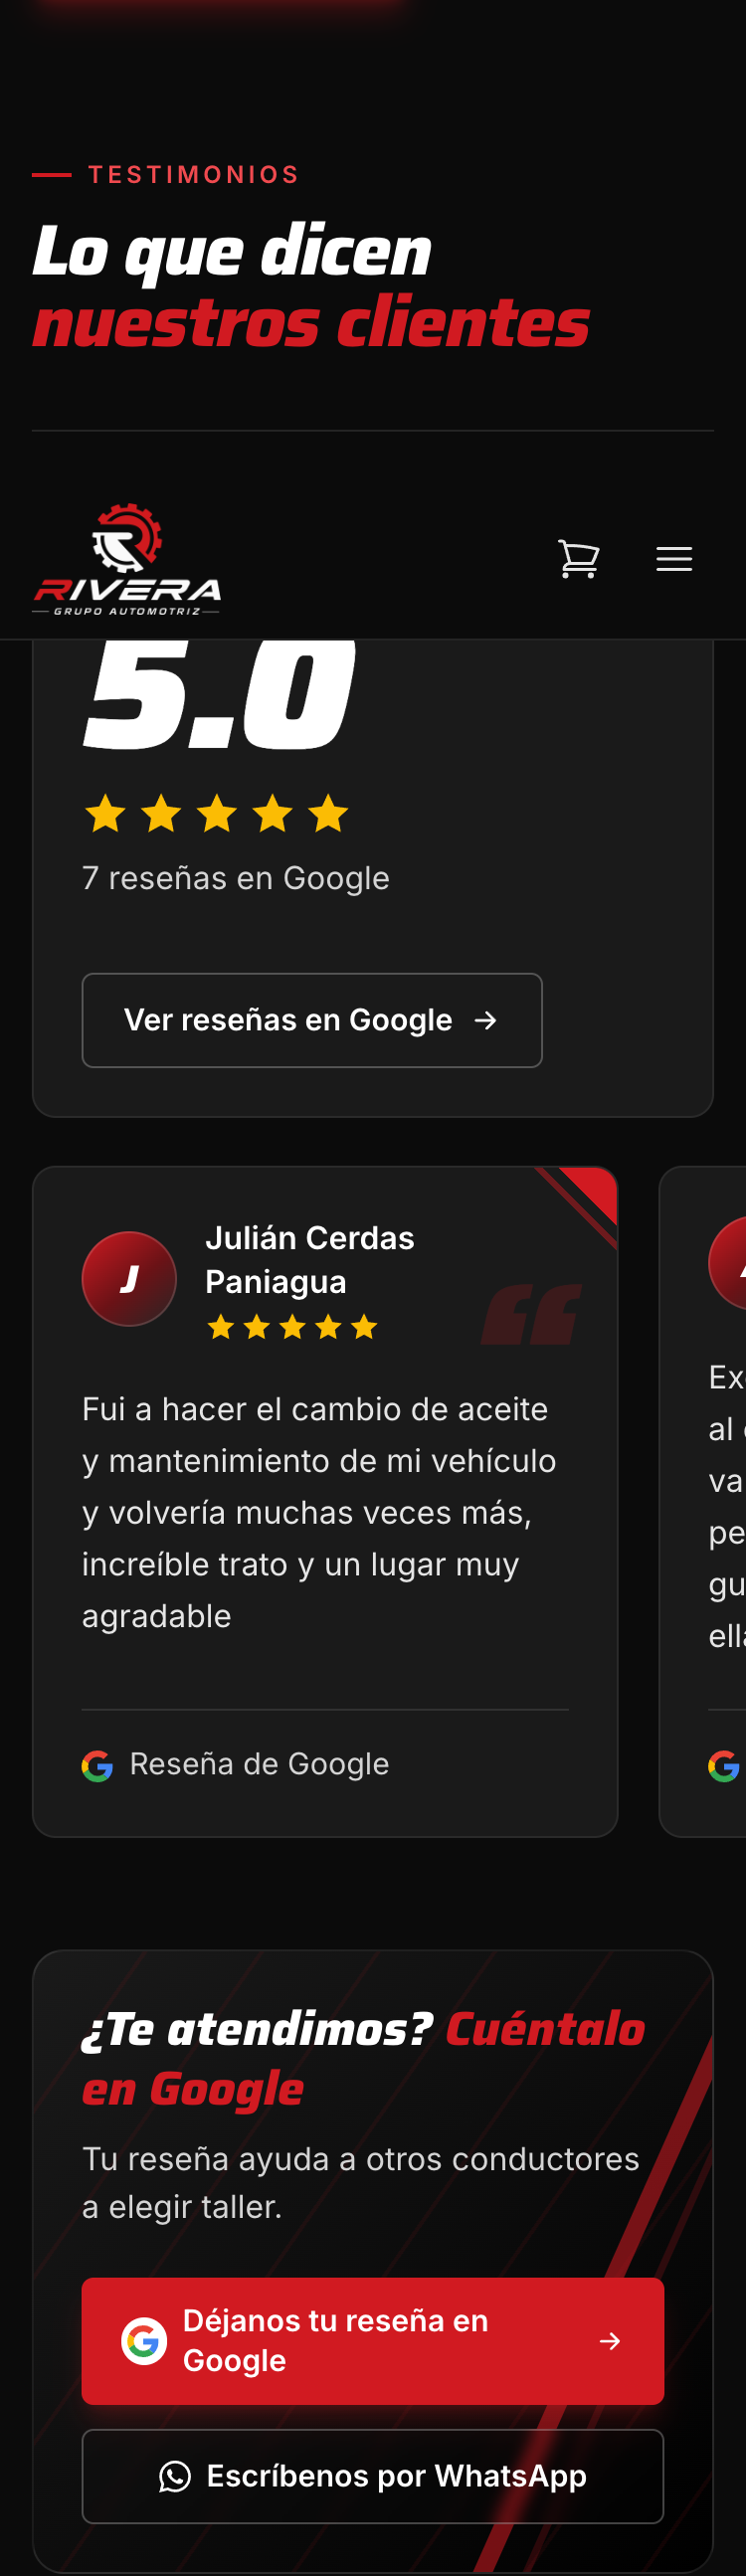 TESTIMONIOS
Lo que dicen
nuestros clientes
RIVERA
GRUPO AUTOMOTRIZ
5.0
7 reseñas en Google
Ver reseñas en Google →
J
Julián Cerdas
Paniagua
“
Fui a hacer el cambio de aceite
y mantenimiento de mi vehículo
y volvería muchas veces más,
increíble trato y un lugar muy
agradable
Reseña de Google
al
¿Te atendimos? Cuéntalo
en Google
Tu reseña ayuda a otros conductores
a elegir taller.
Déjanos tu reseña en
Google →
Escríbenos por WhatsApp